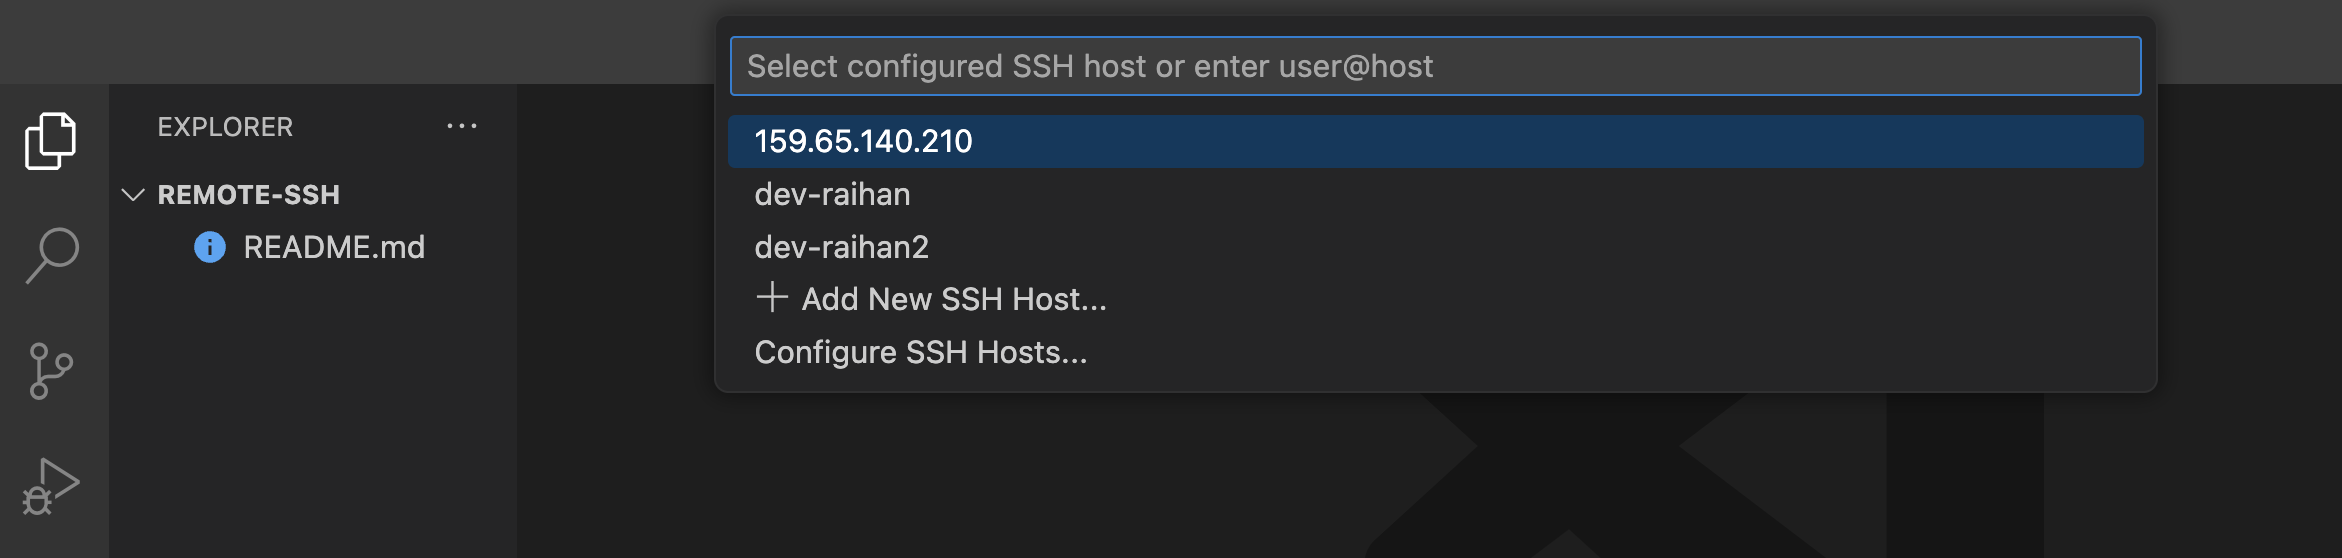 Select configured SSH host or enter user@host
159.65.140.210
dev-raihan
dev-raihan2
Add New SSH Host...
Configure SSH Hosts...
EXPLORER
REMOTE-SSH
README.md